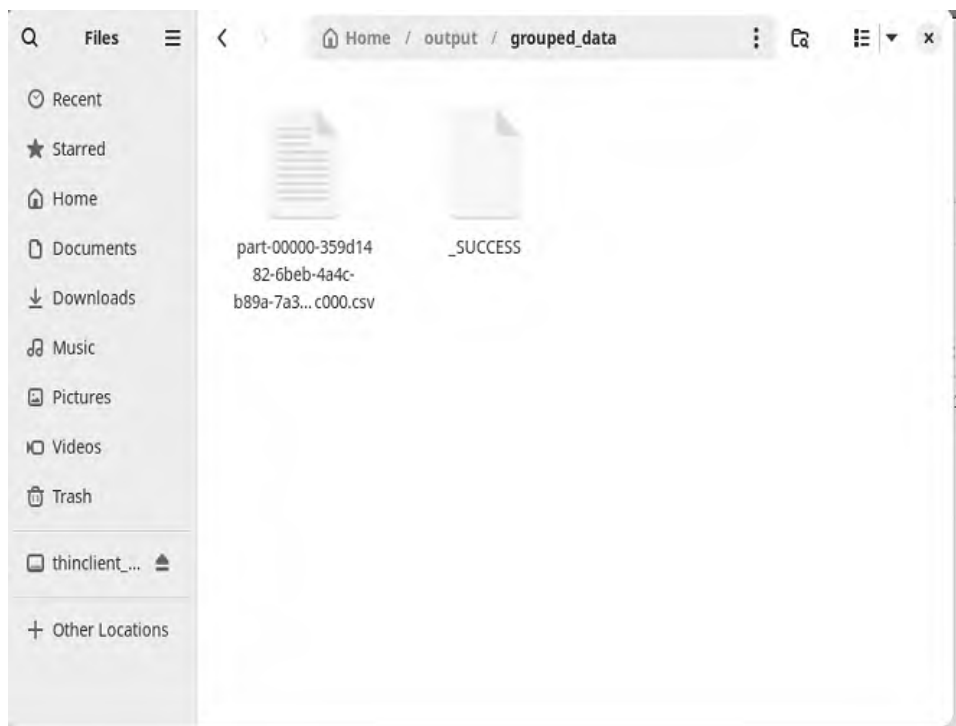 Files
Home / output / grouped_data
Recent
Starred
Home
Documents
Downloads
Music
Pictures
Videos
Trash
thinclient_...
Other Locations
part-00000-359d14
82-6beb-4a4c-
b89a-7a3...c000.csv
_SUCCESS